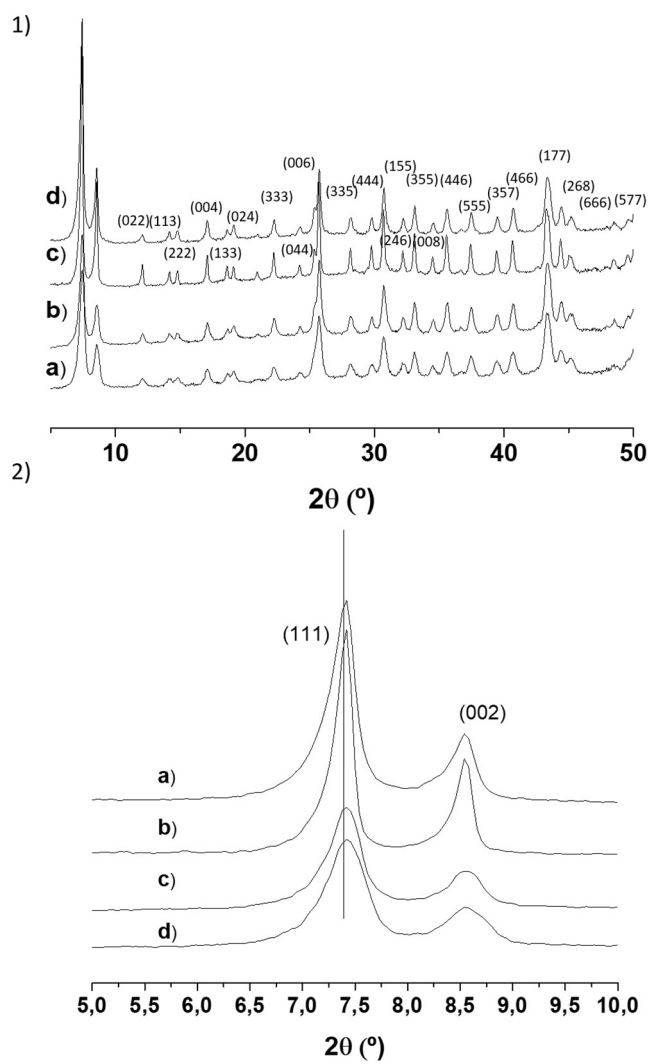 1)
(177)
(006)
(155)
(466)
(444)
(355)
(446)
(335)
(357)
(268)
d)
(333)
(004)
(555)
(666)
(577)
(022)
(113)
(024)
c)
(222)
(133)
(044)
(246)
(008)
b)
a)
10 20 30 40 50
2θ (º)
2)
(111)
(002)
a)
b)
c)
d)
5,0 5,5 6,0 6,5 7,0 7,5 8,0 8,5 9,0 9,5 10,0
2θ (º)